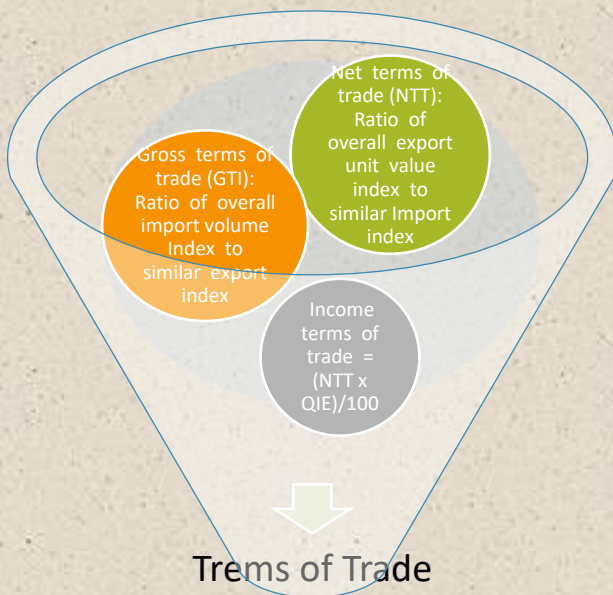 Net terms of
trade (NTT):
Ratio of
overall export
unit value
index to
similar Import
index
Gross terms of
trade (GTI):
Ratio of overall
import volume
Index to
similar export
index
Income
terms of
trade =
(NTT x
QIE)/100
Trems of Trade